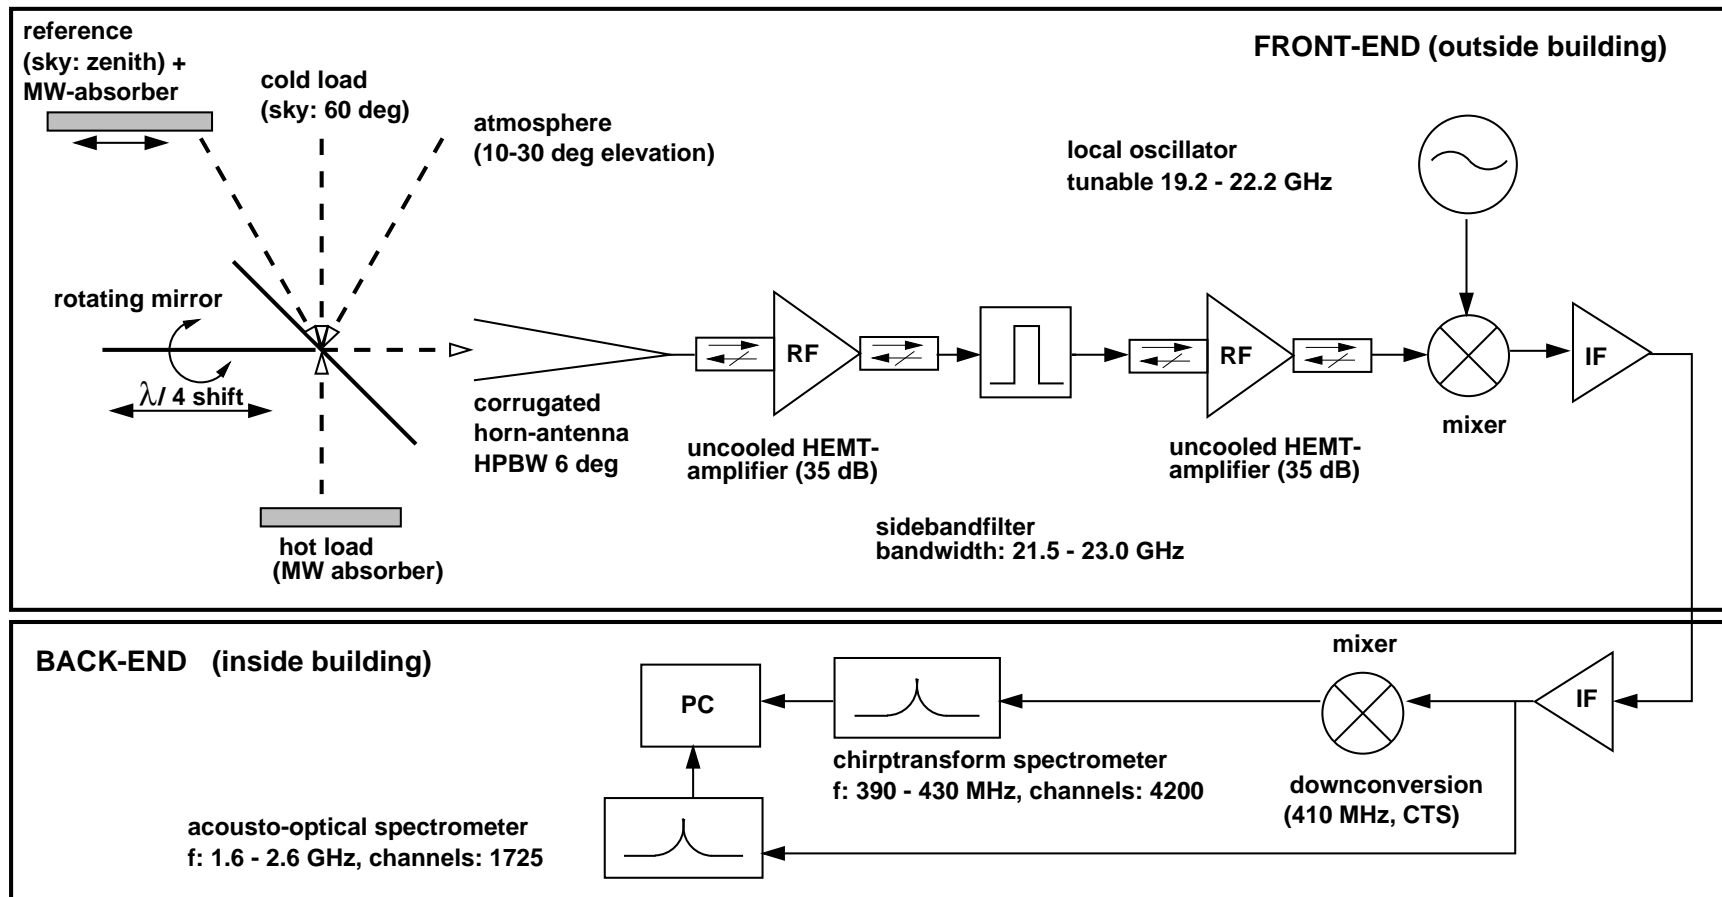 reference
(sky: zenith) +
MW-absorber
cold load
(sky: 60 deg)
atmosphere
(10-30 deg elevation)
FRONT-END (outside building)
local oscillator
tunable 19.2 - 22.2 GHz
rotating mirror
λ/ 4 shift
RF
RF
IF
corrugated
horn-antenna
HPBW 6 deg
uncooled HEMT-
amplifier (35 dB)
uncooled HEMT-
amplifier (35 dB)
mixer
sidebandfilter
bandwidth: 21.5 - 23.0 GHz
hot load
(MW absorber)
BACK-END (inside building)
mixer
PC
IF
chirptransform spectrometer
f: 390 - 430 MHz, channels: 4200
downconversion
(410 MHz, CTS)
acousto-optical spectrometer
f: 1.6 - 2.6 GHz, channels: 1725